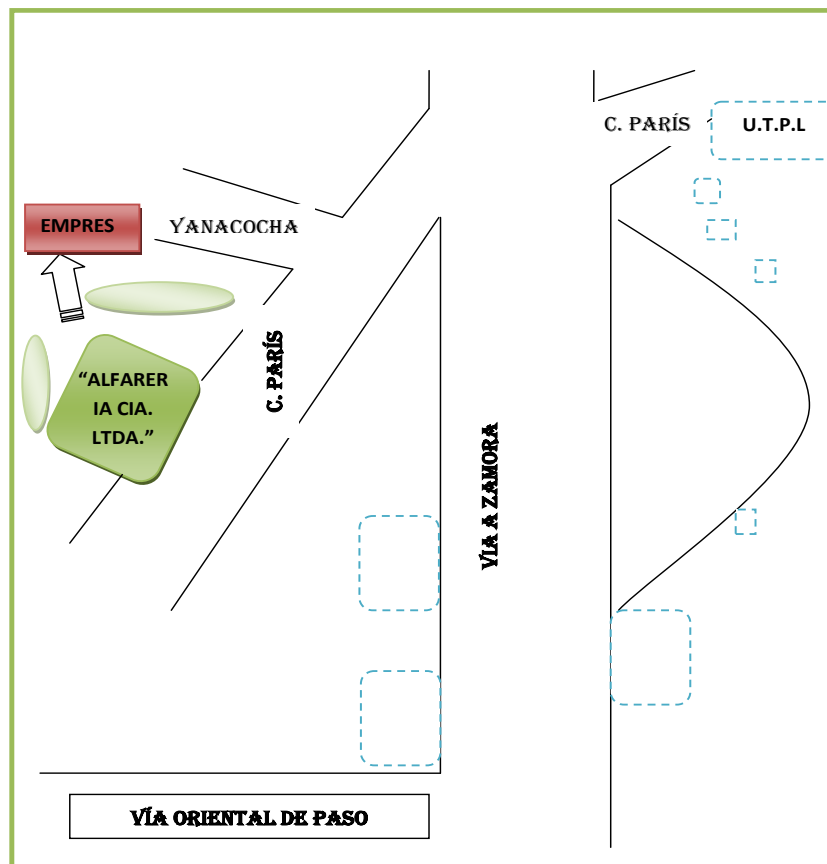 C. PARÍS
U.T.P.L
EMPRES
YANACOCHA
C. PARÍS
“ALFARER
IA CIA.
LTDA.”
VÍA A ZAMORA
VÍA ORIENTAL DE PASO